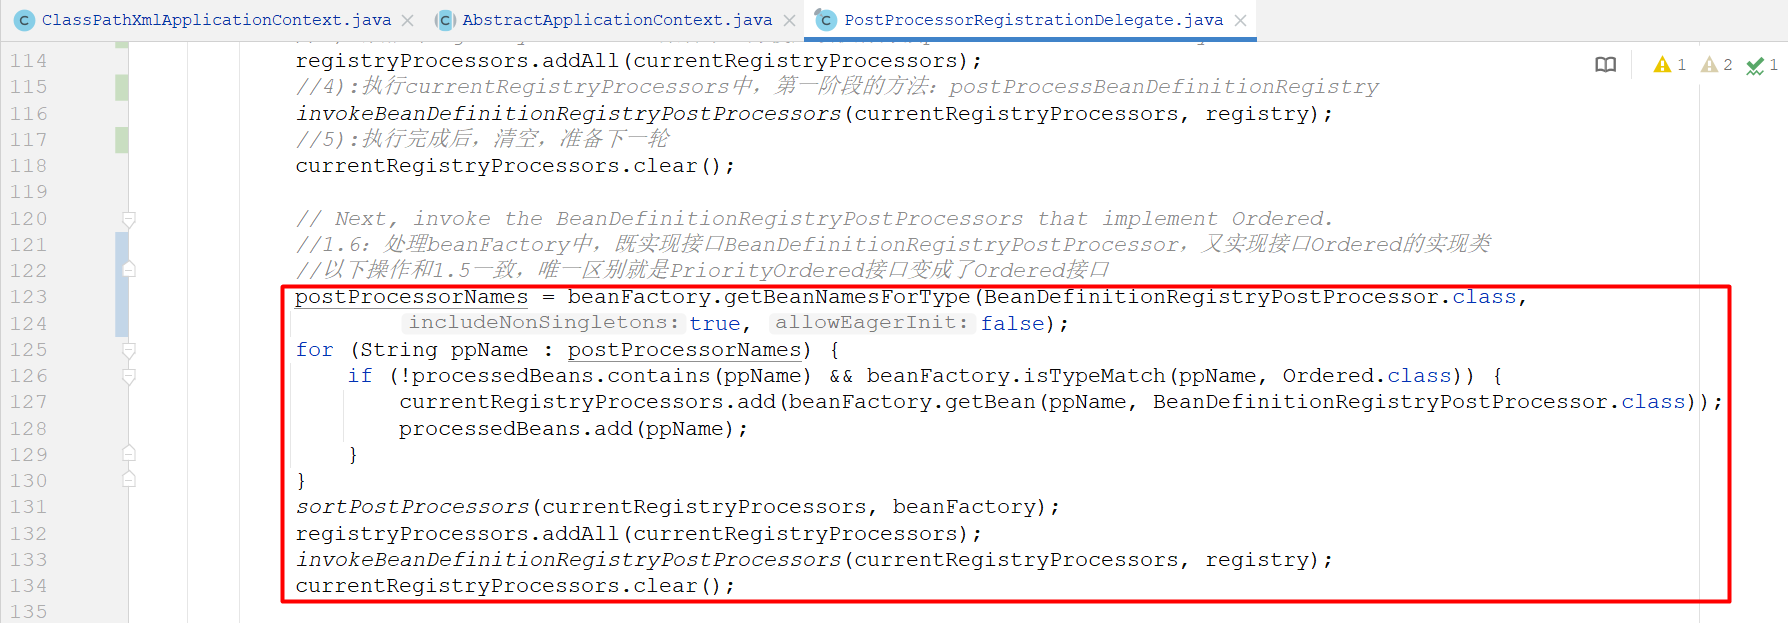 ClassPathXmlApplicationContext.java
AbstractApplicationContext.java
PostProcessorRegistrationDelegate.java
1 2 1
114 registryProcessors.addAll(currentRegistryProcessors);
115 //4):执行currentRegistryProcessors中，第一阶段的方法：postProcessBeanDefinitionRegistry
116 invokeBeanDefinitionRegistryPostProcessors(currentRegistryProcessors, registry);
117 //5):执行完成后，清空，准备下一轮
118 currentRegistryProcessors.clear();
119
120 // Next, invoke the BeanDefinitionRegistryPostProcessors that implement Ordered.
121 //1.6：处理beanFactory中，既实现接口BeanDefinitionRegistryPostProcessor，又实现接口Ordered的实现类
122 //以下操作和1.5一致，唯一区别就是PriorityOrdered接口变成了Ordered接口
123 postProcessorNames = beanFactory.getBeanNamesForType(BeanDefinitionRegistryPostProcessor.class,
124 includeNonSingletons: true, allowEagerInit: false);
125 for (String ppName : postProcessorNames) {
126 if (!processedBeans.contains(ppName) && beanFactory.isTypeMatch(ppName, Ordered.class)) {
127 currentRegistryProcessors.add(beanFactory.getBean(ppName, BeanDefinitionRegistryPostProcessor.class));
128 processedBeans.add(ppName);
129 }
130 }
131 sortPostProcessors(currentRegistryProcessors, beanFactory);
132 registryProcessors.addAll(currentRegistryProcessors);
133 invokeBeanDefinitionRegistryPostProcessors(currentRegistryProcessors, registry);
134 currentRegistryProcessors.clear();
135